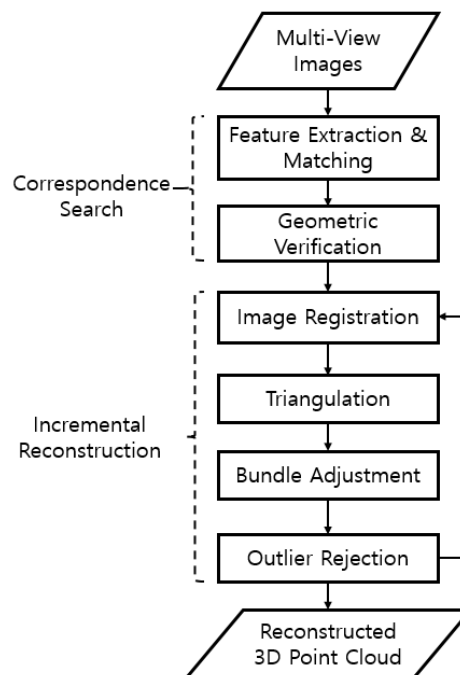 Multi-View
Images
Feature Extraction &
Matching
Correspondence
Search
Geometric
Verification
Image Registration
Triangulation
Incremental
Reconstruction
Bundle Adjustment
Outlier Rejection
Reconstructed
3D Point Cloud